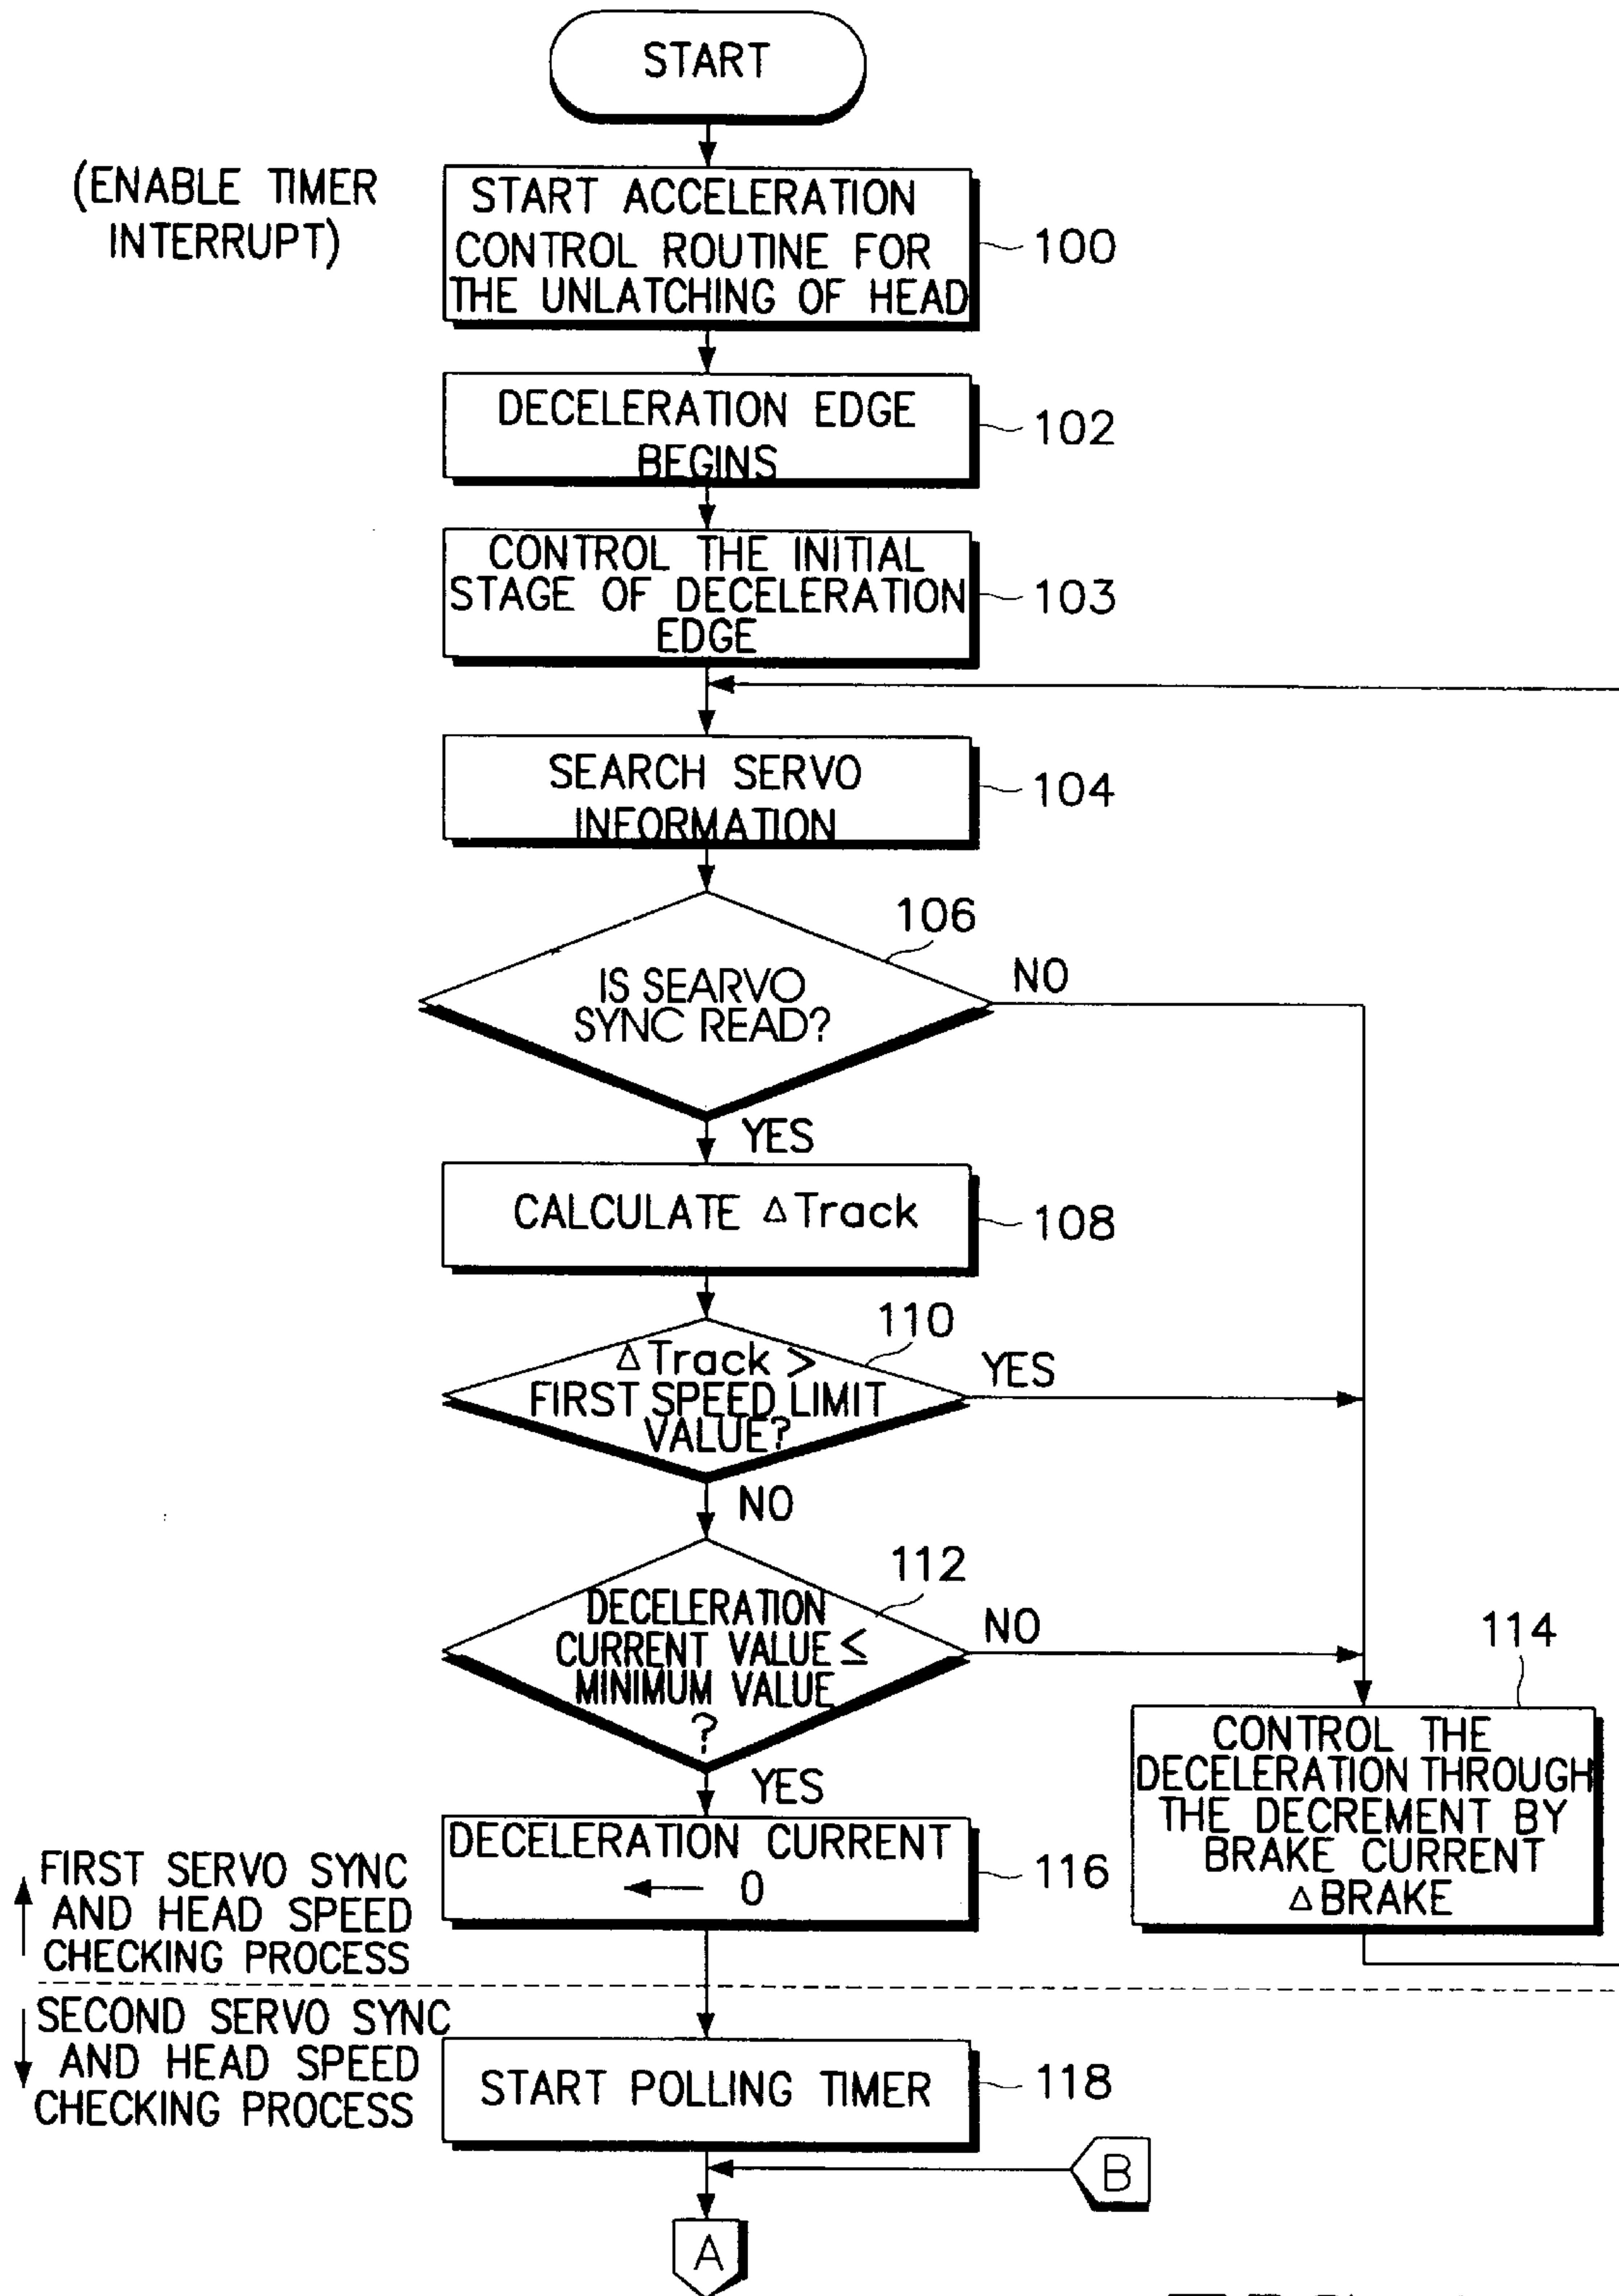 START
(ENABLE TIMER
INTERRUPT)
START ACCELERATION
CONTROL ROUTINE FOR
THE UNLATCHING OF HEAD
100
DECELERATION EDGE
BEGINS
102
CONTROL THE INITIAL
STAGE OF DECELERATION
EDGE
103
SEARCH SERVO
INFORMATION
104
106
IS SEARVO
SYNC READ?
NO
YES
CALCULATE ΔTrack
108
110
ΔTrack >
FIRST SPEED LIMIT
VALUE?
YES
NO
112
DECELERATION
CURRENT VALUE ≤
MINIMUM VALUE
?
NO
YES
114
CONTROL THE
DECELERATION THROUGH
THE DECREMENT BY
BRAKE CURRENT
ΔBRAKE
DECELERATION CURRENT
← 0
116
FIRST SERVO SYNC
AND HEAD SPEED
CHECKING PROCESS
SECOND SERVO SYNC
AND HEAD SPEED
CHECKING PROCESS
START POLLING TIMER
118
B
A